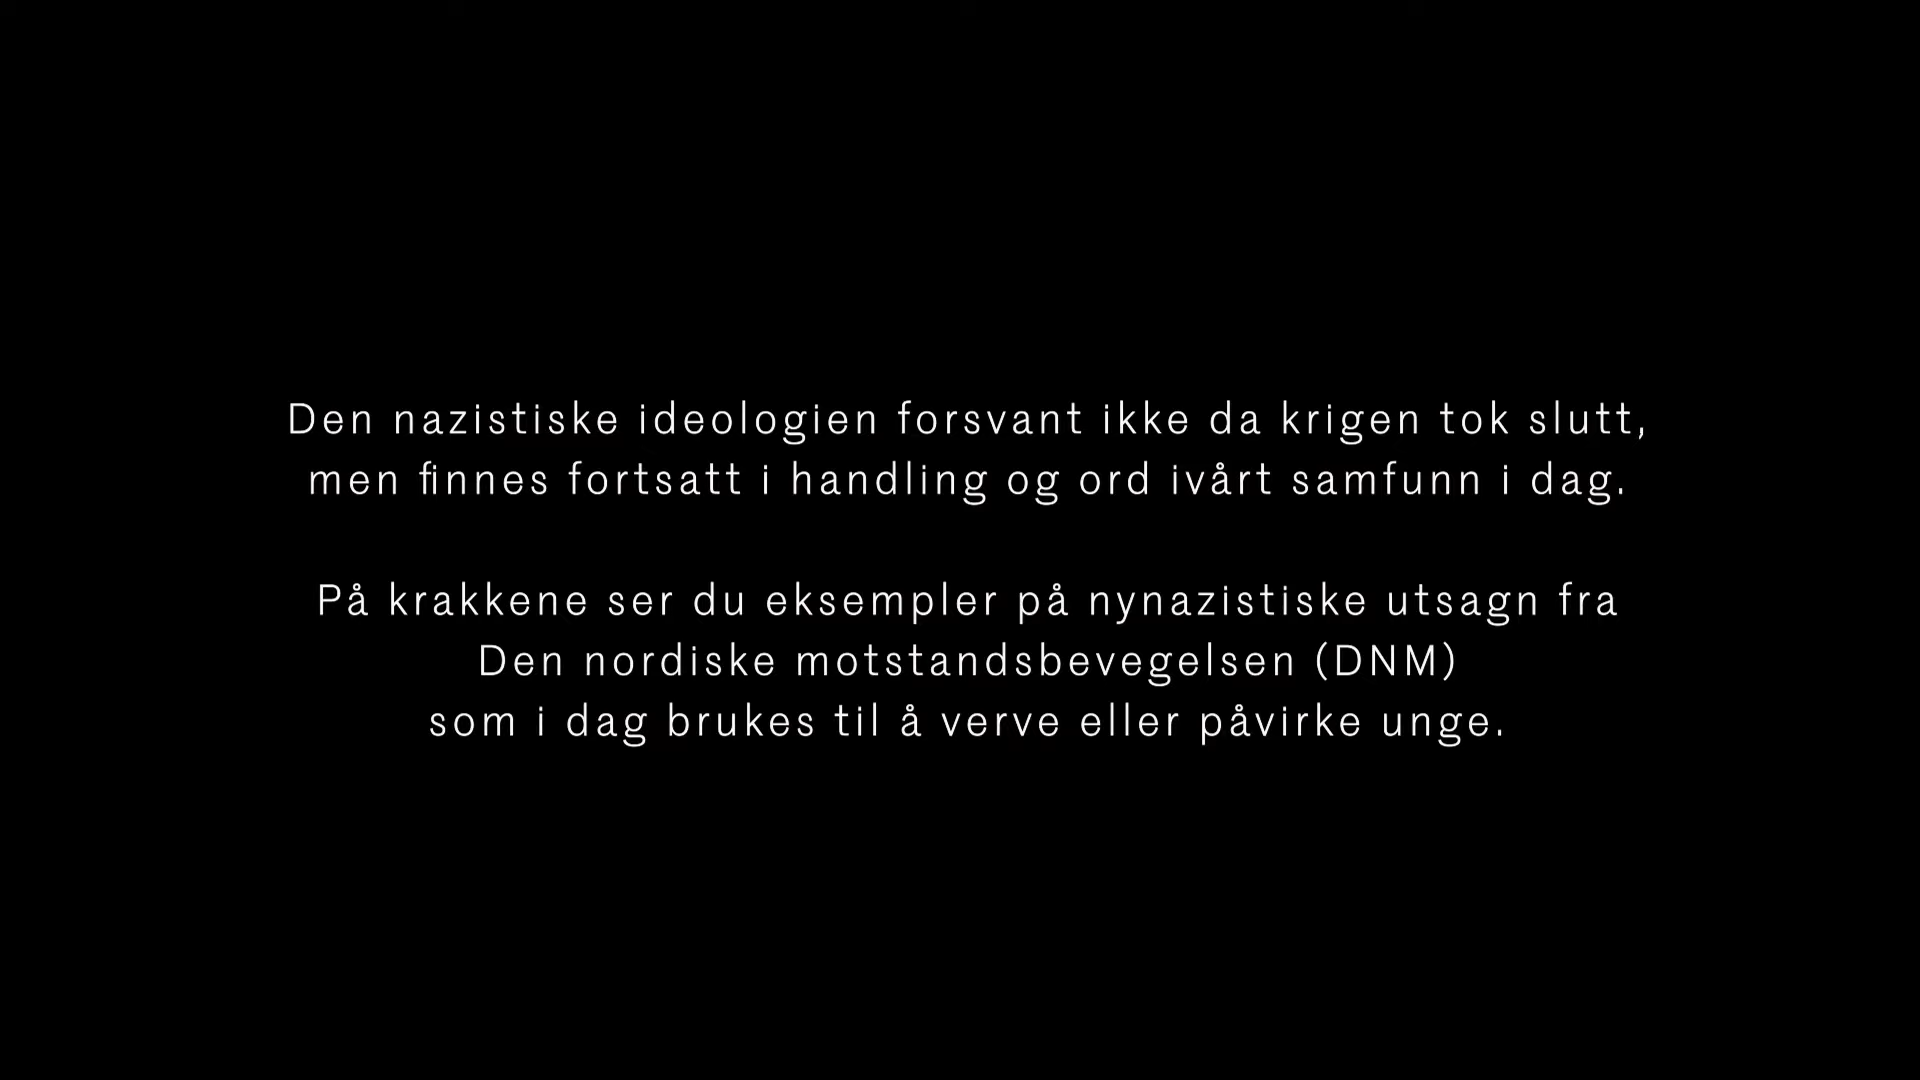 Den nazistiske ideologien forsvant ikke da krigen tok slutt,
men finnes fortsatt i handling og ord ivårt samfunn i dag.
På krakkene ser du eksempler på nynazistiske utsagn fra
Den nordiske motstandsbevegelsen (DNM)
som i dag brukes til å verve eller påvirke unge.